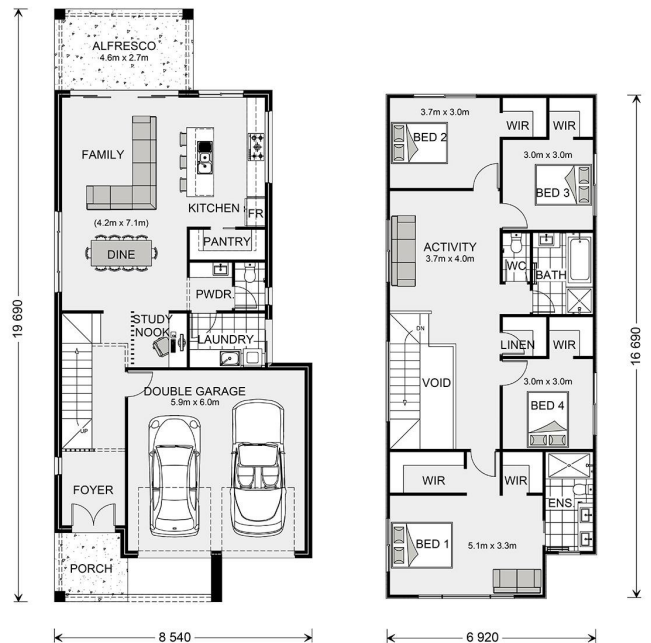 ALFRESCO
4.6m x 2.7m
FAMILY
KITCHEN
(4.2m x 7.1m)
FR
PANTRY
DINE
PWDR.
STUDY
NOOK
LAUNDRY
DOUBLE GARAGE
5.9m x 6.0m
UP
FOYER
PORCH
19 690
8 540
3.7m x 3.0m
BED 2
WIR
WIR
3.0m x 3.0m
BED 3
ACTIVITY
3.7m x 4.0m
WC
BATH
DN
LINEN
WIR
VOID
3.0m x 3.0m
BED 4
WIR
WIR
ENS.
BED 1
5.1m x 3.3m
16 690
6 920